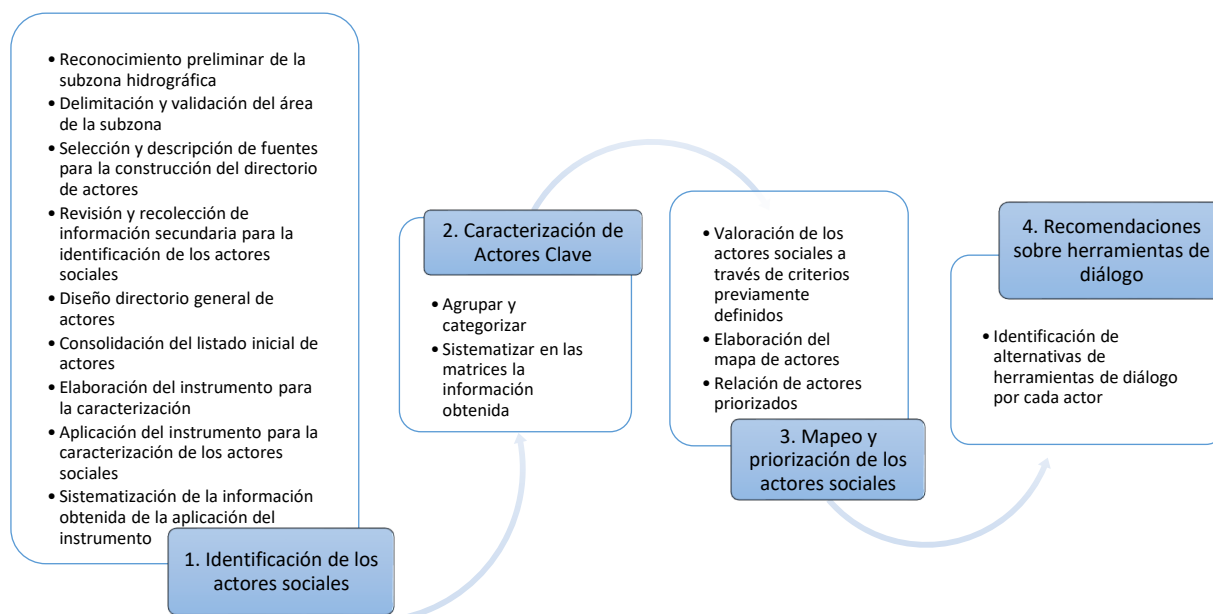 • Reconocimiento preliminar de la
subzona hidrográfica
• Delimitación y validación del área
de la subzona
• Selección y descripción de fuentes
para la construcción del directorio
de actores
• Revisión y recolección de
información secundaria para la
identificación de los actores
sociales
• Diseño directorio general de
actores
• Consolidación del listado inicial de
actores
• Elaboración del instrumento para
la caracterización
• Aplicación del instrumento para la
caracterización de los actores
sociales
• Sistematización de la información
obtenida de la aplicación del
instrumento
1. Identificación de los
actores sociales
2. Caracterización de
Actores Clave
• Agrupar y
categorizar
• Sistematizar en las
matrices la
información
obtenida
• Valoración de los
actores sociales a
través de criterios
previamente
definidos
• Elaboración del
mapa de actores
• Relación de actores
priorizados
3. Mapeo y
priorización de los
actores sociales
4. Recomendaciones
sobre herramientas de
diálogo
• Identificación de
alternativas de
herramientas de diálogo
por cada actor